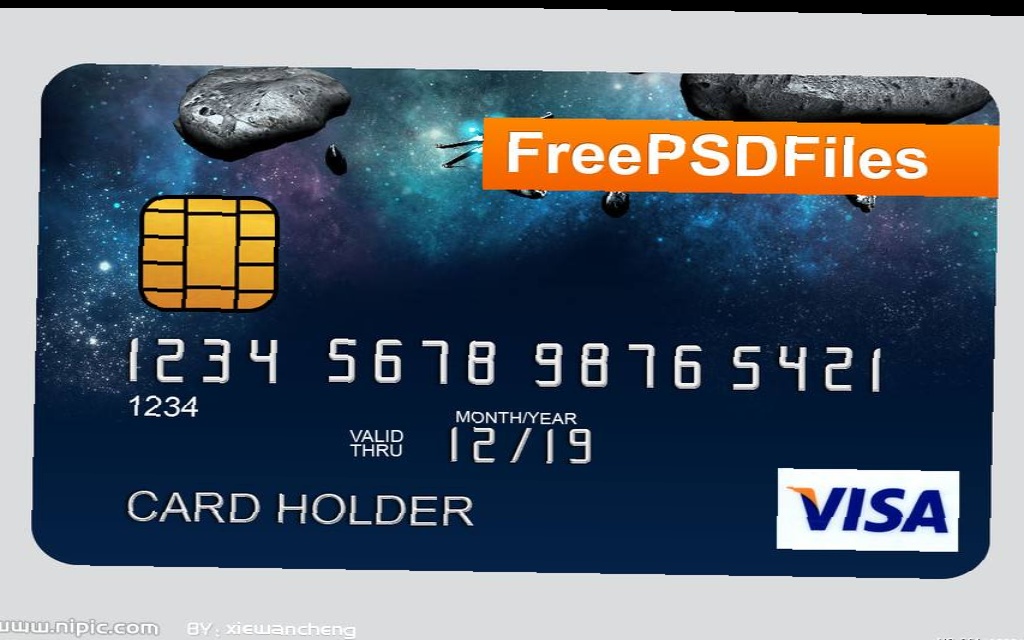 FreePSDFiles
1234 5678 9876 5421
1234
MONTH/YEAR
VALID
THRU
12/19
CARD HOLDER
VISA
www.nipic.com
BY: xiewancheng